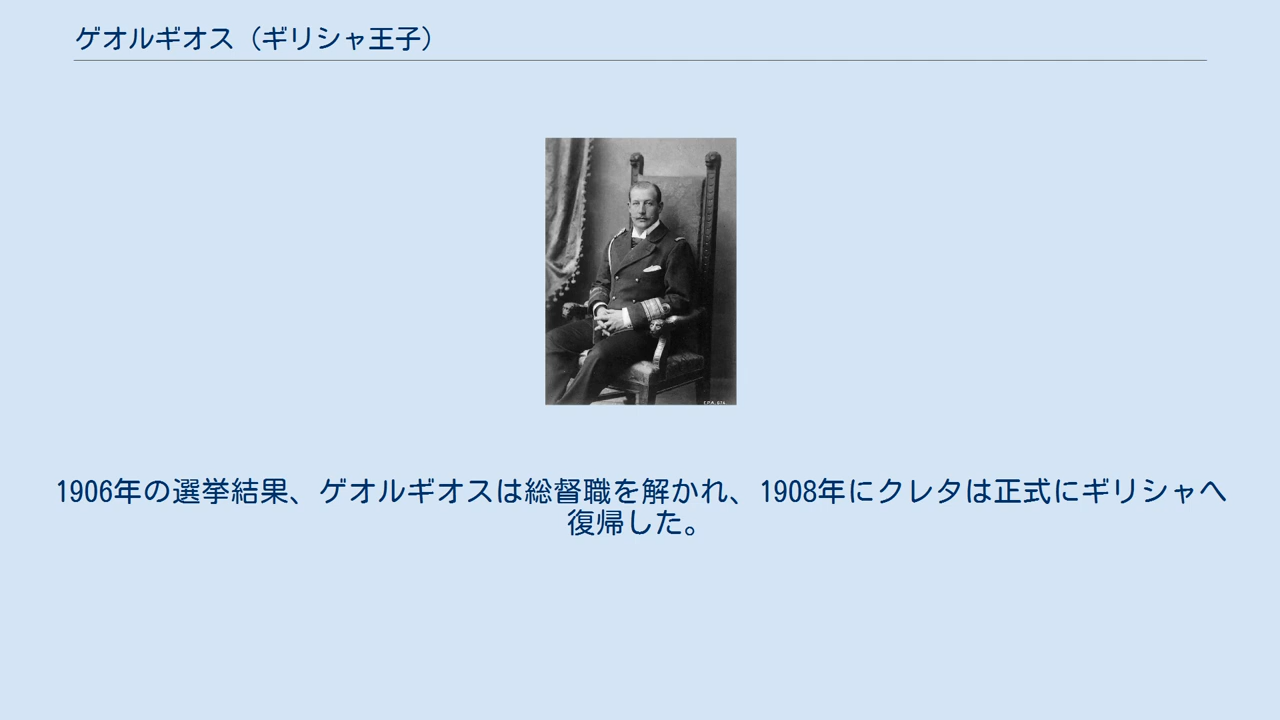 ゲオルギオス（ギリシャ王子）
1906年の選挙結果、ゲオルギオスは総督職を解かれ、1908年にクレタは正式にギリシャへ
復帰した。